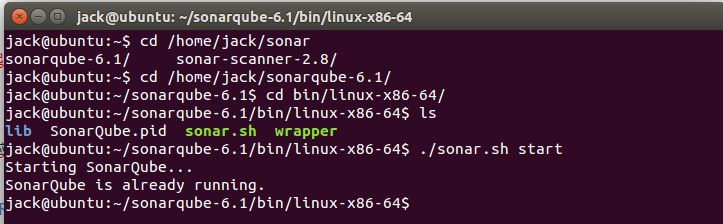 jack@ubuntu: ~/sonarqube-6.1/bin/linux-x86-64
jack@ubuntu:~$ cd /home/jack/sonar
sonarqube-6.1/     sonar-scanner-2.8/
jack@ubuntu:~$ cd /home/jack/sonarqube-6.1/
jack@ubuntu:~/sonarqube-6.1$ cd bin/linux-x86-64/
jack@ubuntu:~/sonarqube-6.1/bin/linux-x86-64$ ls
lib  SonarQube.pid  sonar.sh  wrapper
jack@ubuntu:~/sonarqube-6.1/bin/linux-x86-64$ ./sonar.sh start
Starting SonarQube...
SonarQube is already running.
jack@ubuntu:~/sonarqube-6.1/bin/linux-x86-64$